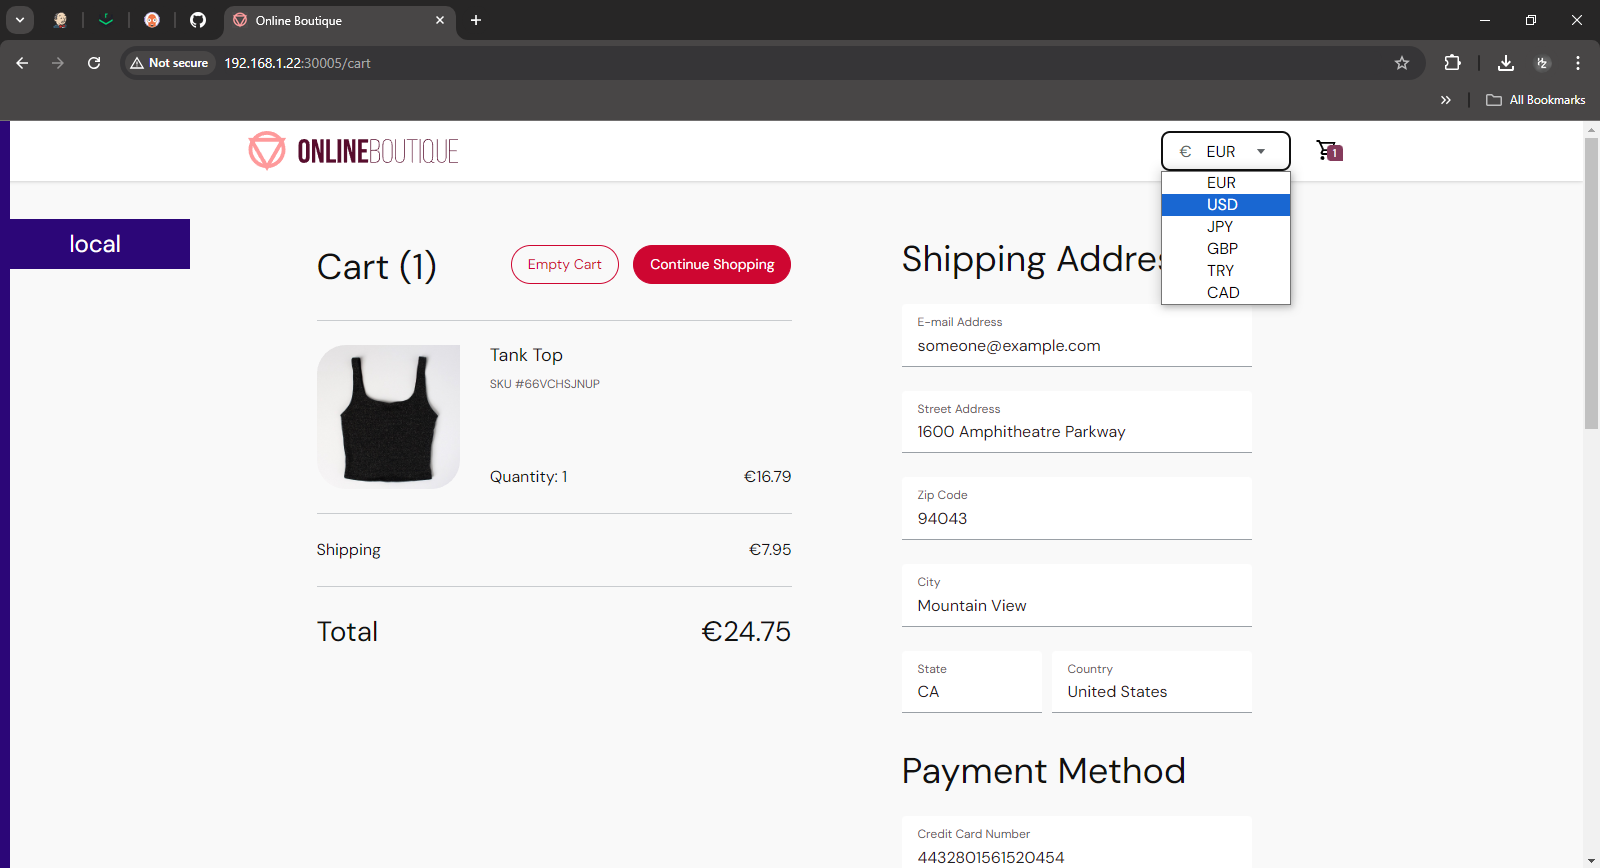 Online Boutique
Not secure
192.168.1.22:30005/cart
All Bookmarks
ONLINEBOUTIQUE
€ EUR
1
EUR
USD
JPY
GBP
TRY
CAD
local
Cart (1)
Empty Cart
Continue Shopping
Tank Top
SKU #66VCHSJNUP
Quantity: 1
€16.79
Shipping
€7.95
Total
€24.75
Shipping Addres
E-mail Address
someone@example.com
Street Address
1600 Amphitheatre Parkway
Zip Code
94043
City
Mountain View
State
CA
Country
United States
Payment Method
Credit Card Number
4432801561520454